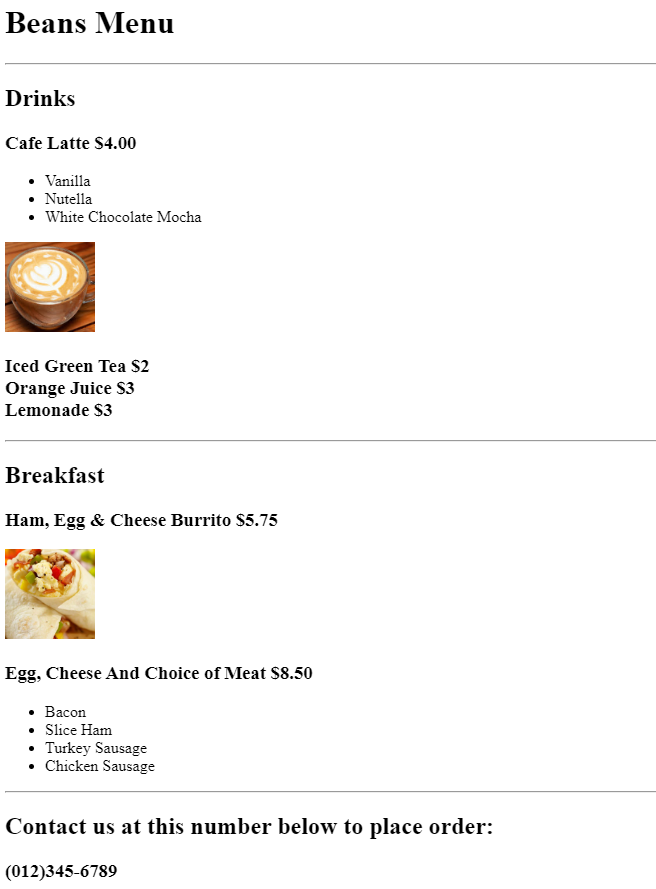 Beans Menu
Drinks
Cafe Latte $4.00
Vanilla
Nutella
White Chocolate Mocha
Iced Green Tea $2
Orange Juice $3
Lemonade $3
Breakfast
Ham, Egg & Cheese Burrito $5.75
Egg, Cheese And Choice of Meat $8.50
Bacon
Slice Ham
Turkey Sausage
Chicken Sausage
Contact us at this number below to place order:
(012)345-6789